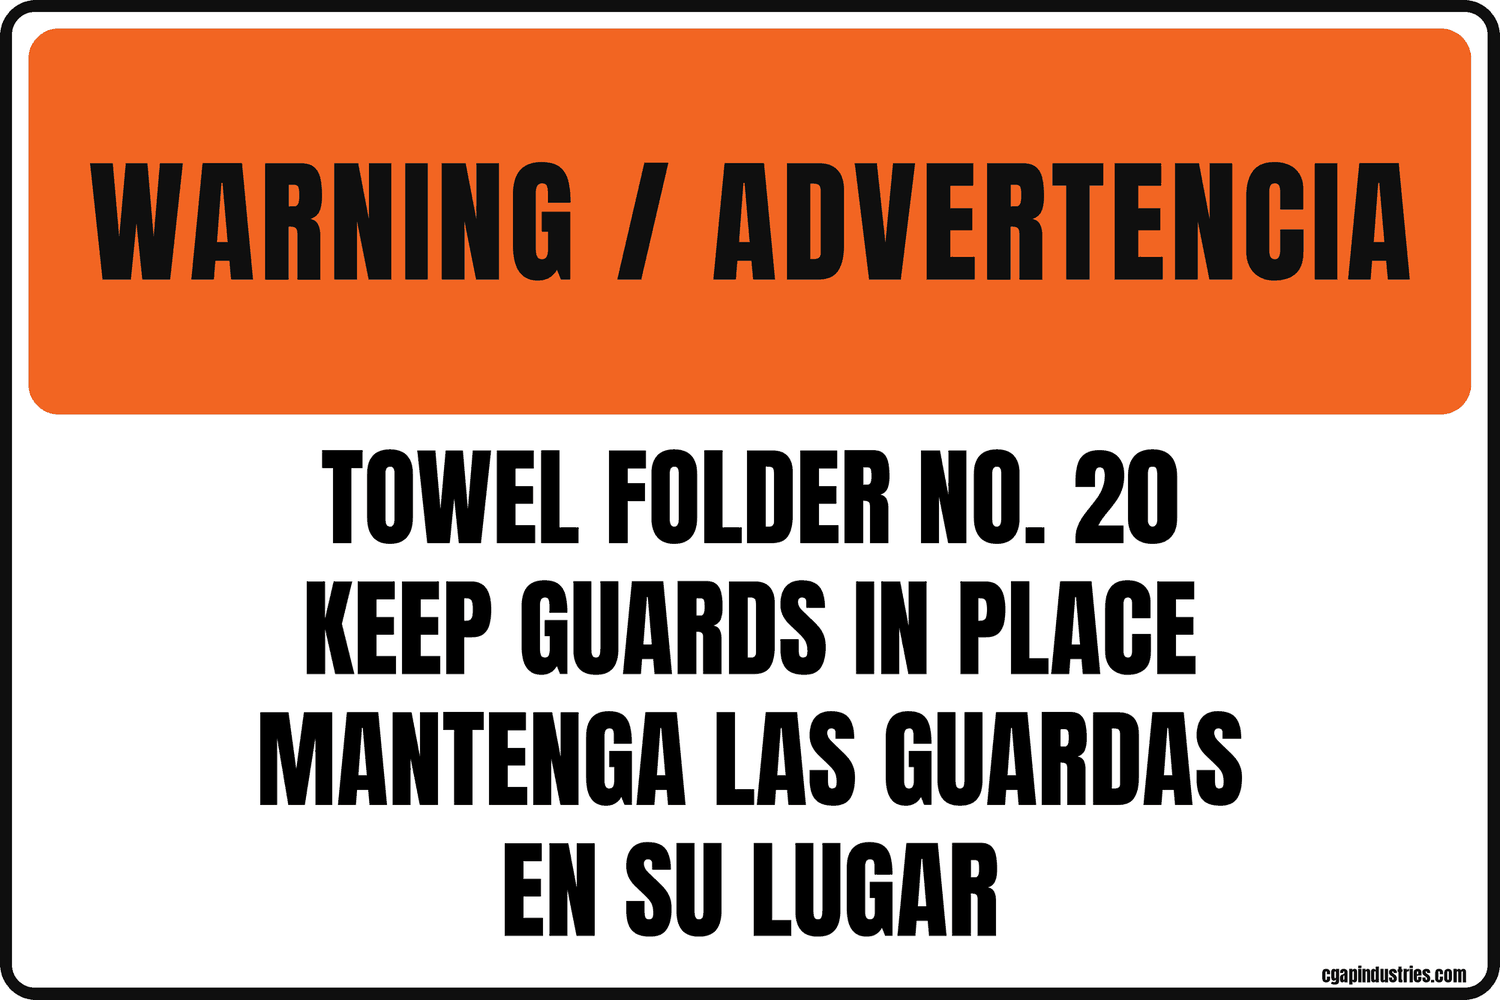 WARNING / ADVERTENCIA
TOWEL FOLDER NO. 20
KEEP GUARDS IN PLACE
MANTENGA LAS GUARDAS
EN SU LUGAR
cgapindustries.com